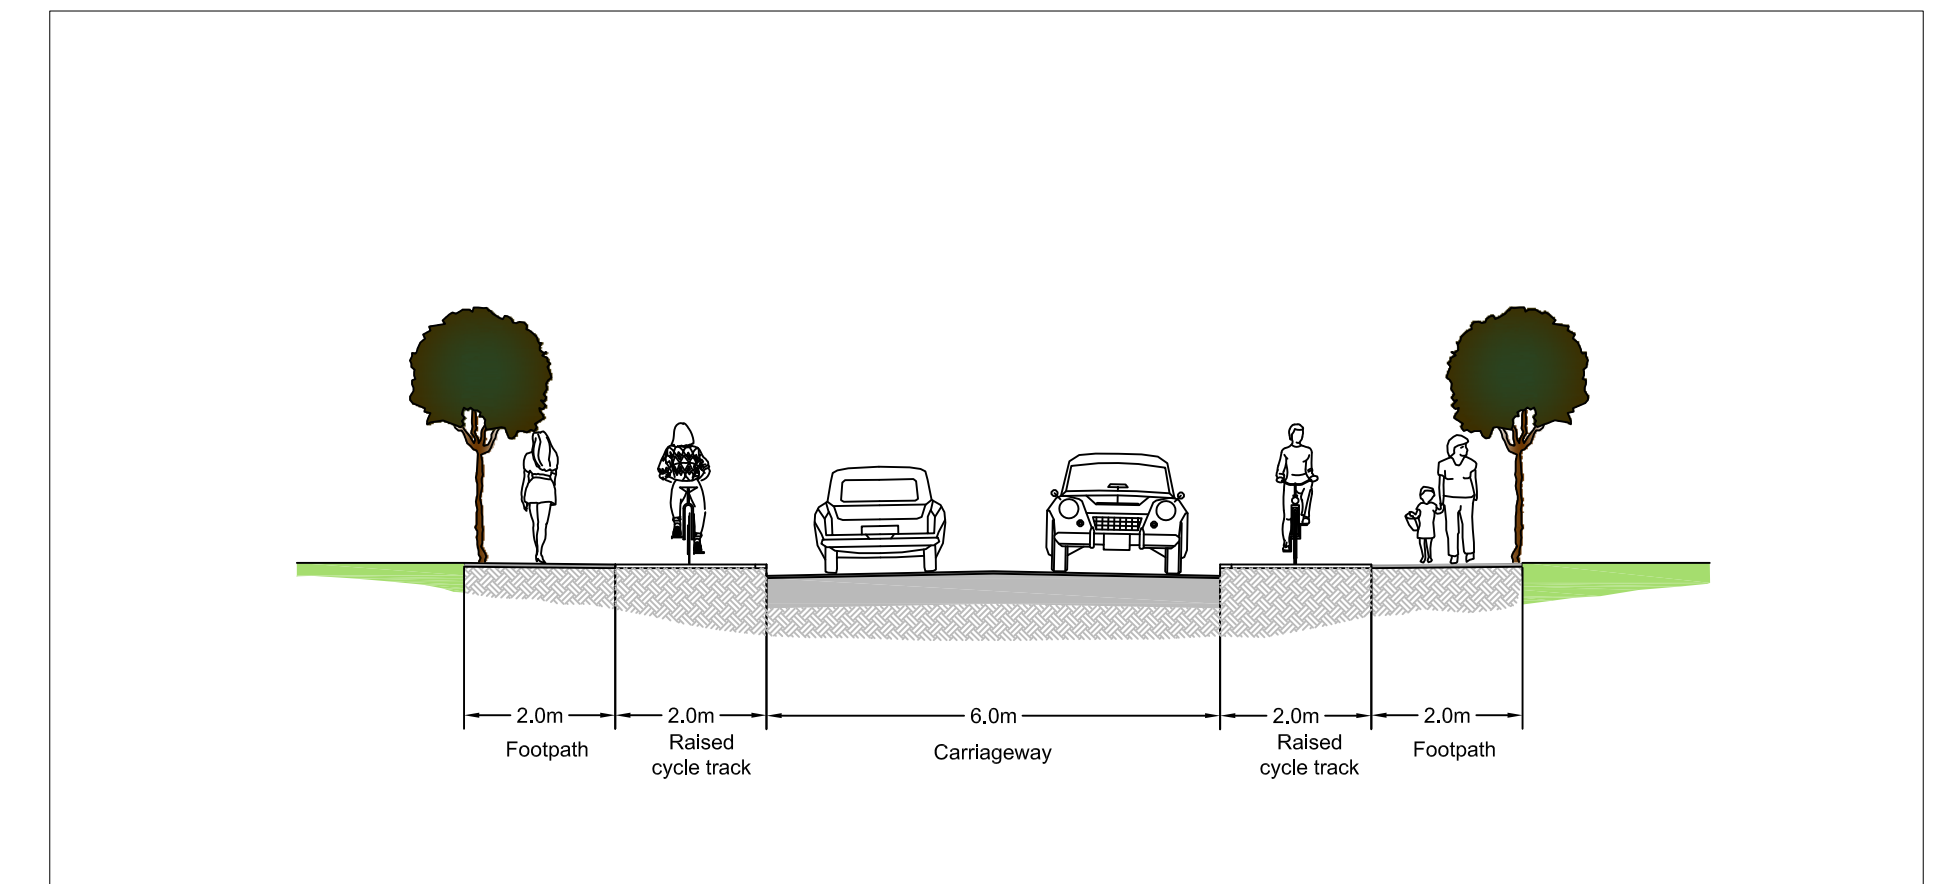 2.0m 2.0m 6.0m 2.0m 2.0m
Footpath
Raised
cycle track
Carriageway
Raised
cycle track
Footpath